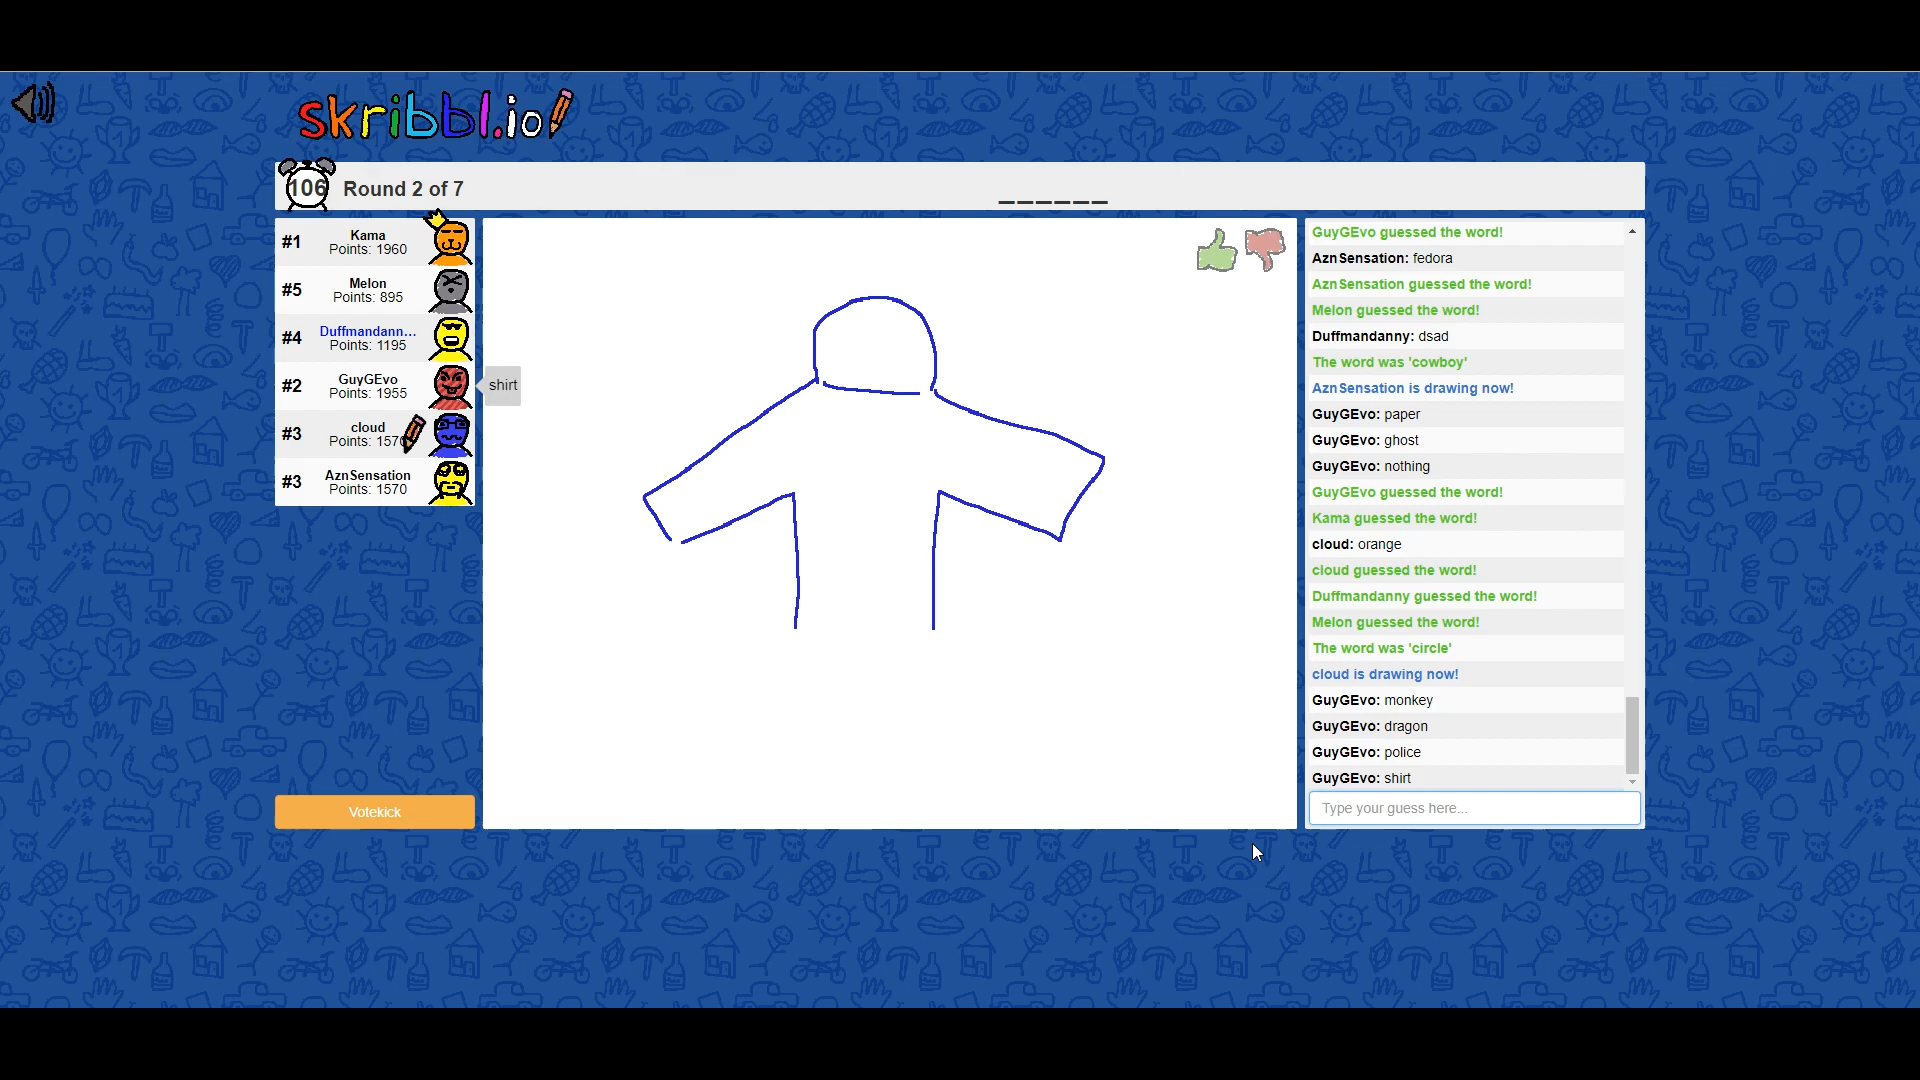 skribbl.io
106 Round 2 of 7
______
#1 Kama
Points: 1960
#5 Melon
Points: 895
#4 Duffmandann...
Points: 1195
#2 GuyGEvo
Points: 1955
shirt
#3 cloud
Points: 1570
#3 AznSensation
Points: 1570
Votekick
GuyGEvo guessed the word!
AznSensation: fedora
AznSensation guessed the word!
Melon guessed the word!
Duffmandanny: dsad
The word was 'cowboy'
AznSensation is drawing now!
GuyGEvo: paper
GuyGEvo: ghost
GuyGEvo: nothing
GuyGEvo guessed the word!
Kama guessed the word!
cloud: orange
cloud guessed the word!
Duffmandanny guessed the word!
Melon guessed the word!
The word was 'circle'
cloud is drawing now!
GuyGEvo: monkey
GuyGEvo: dragon
GuyGEvo: police
GuyGEvo: shirt
Type your guess here...